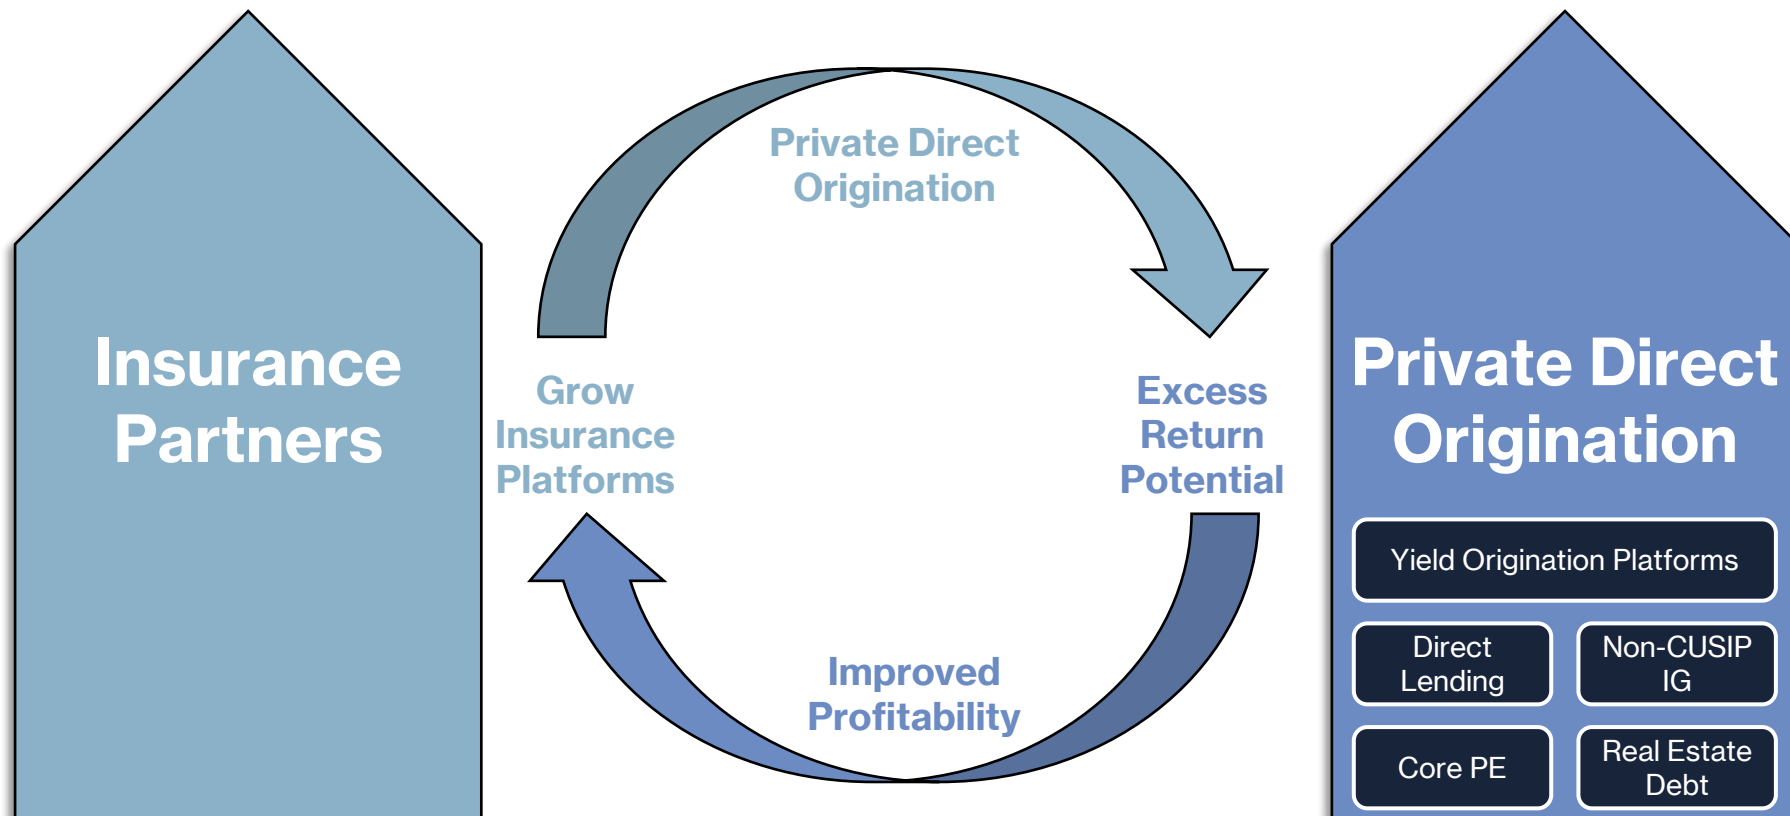 Insurance
Partners
Private Direct
Origination
Grow
Insurance
Platforms
Excess
Return
Potential
Improved
Profitability
Private Direct
Origination
Yield Origination Platforms
Direct
Lending
Non-CUSIP
IG
Core PE
Real Estate
Debt